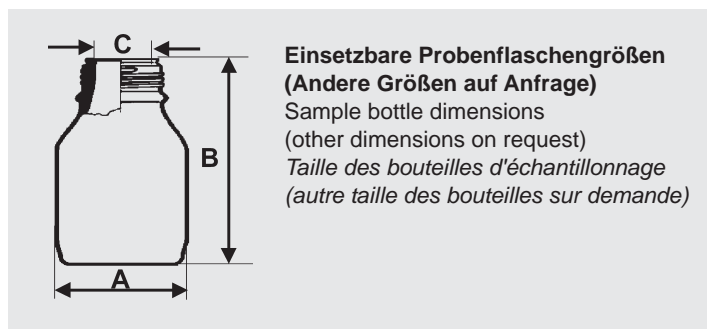 C
B
A
Einsetzbare Probenflaschengrößen
(Andere Größen auf Anfrage)
Sample bottle dimensions
(other dimensions on request)
Taille des bouteilles d'échantillonnage
(autre taille des bouteilles sur demande)